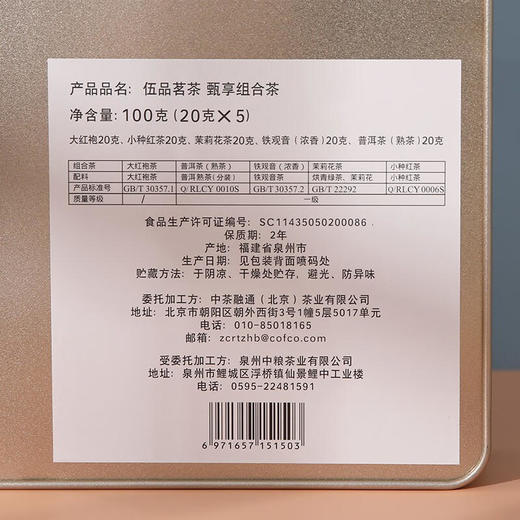 产品品名: 伍品茗茶 甄享组合茶
净含量: 100克(20克×5)
大红袍20克、小种红茶20克、茉莉花茶20克、铁观音(浓香)20克、普洱茶(熟茶)20克
组合茶 大红袍茶 普洱茶(熟茶) 铁观音(浓香) 茉莉花茶 小种红茶
配料 大红袍茶 普洱熟茶(分装) 铁观音茶 烘青绿茶、茉莉花 小种红茶
产品标准号 GB/T 30357.1 Q/RLCY 0010S GB/T 30357.2 GB/T 22292 Q/RLCY 0006S
质量等级 / 一级
食品生产许可证编号: SC11435050200086
保质期: 2年
产地: 福建省泉州市
生产日期: 见包装背面喷码处
贮藏方法: 于阴凉、干燥处贮存，避光、防异味
委托加工方: 中茶融通(北京)茶业有限公司
地址: 北京市朝阳区朝外西街3号1幢5层5017单元
电话: 010-85018165
邮箱: zcrtzhb@cofco.com
受委托加工方: 泉州中粮茶业有限公司
地址: 泉州市鲤城区浮桥镇仙景鲤中工业楼
电话: 0595-22481591
6 971657 151503